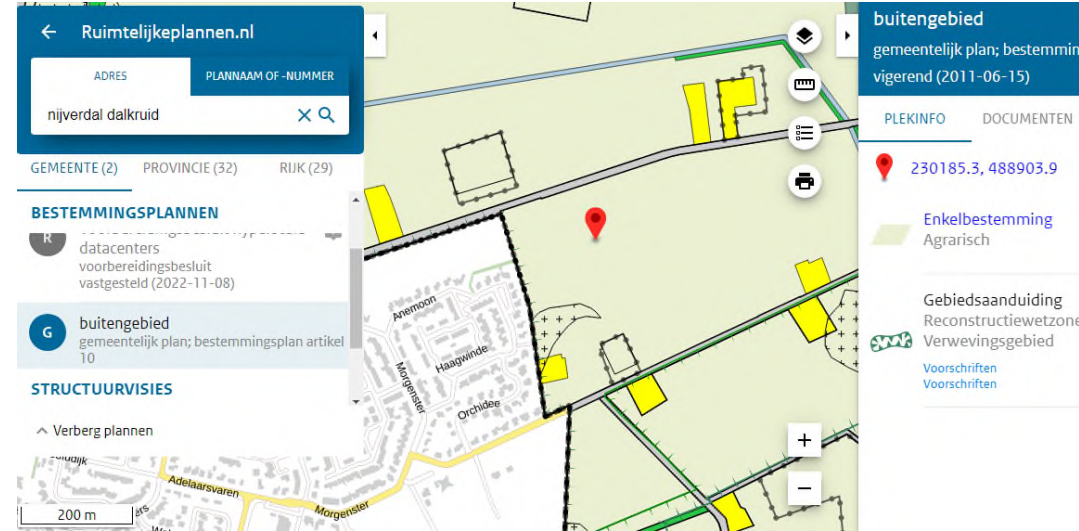 Ruimtelijkeplannen.nl
ADRES
PLANNAAM OF -NUMMER
nijverdal dalkruid
GEMEENTE (2)
PROVINCIE (32)
RIJK (29)
BESTEMMINGSPLANNEN
R
datacenters
voorbereidingsbesluit
vastgesteld (2022-11-08)
G
buitengebied
gemeentelijk plan; bestemmingsplan artikel
10
STRUCTUURVISIES
Verberg plannen
200 m
Anemoon
Haagwinde
Morgenster
Orchidee
Adelaarsvaren
Morgenster
buitengebied
gemeentelijk plan; bestemmin
vigerend (2011-06-15)
PLEKINFO
DOCUMENTEN
230185.3, 488903.9
Enkelbestemming
Agrarisch
Gebiedsaanduiding
Reconstructiewetzone
Verwevingsgebied
Voorschriften
Voorschriften